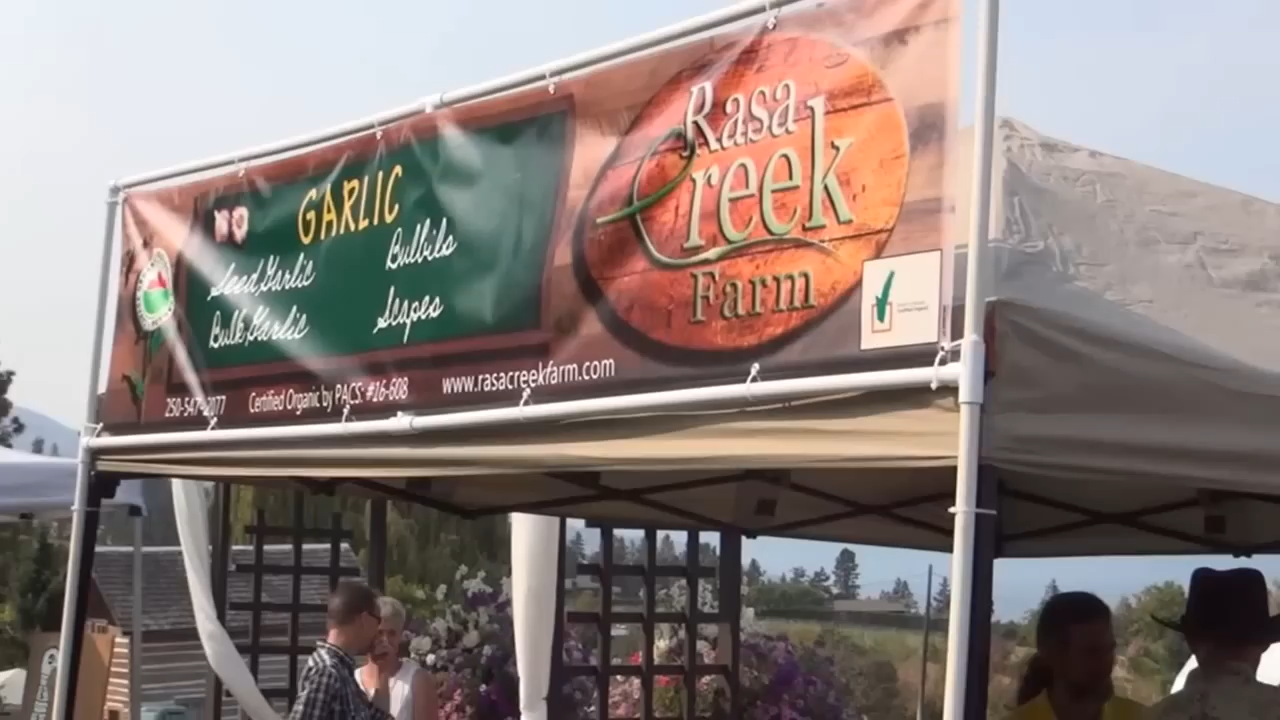 GARLIC
Seed Garlic
Bulbils
Bulk Garlic
Scapes
Rasa
Creek
Farm
250-547-2077
Certified Organic by PACS: #16-608
www.rasacreekfarm.com